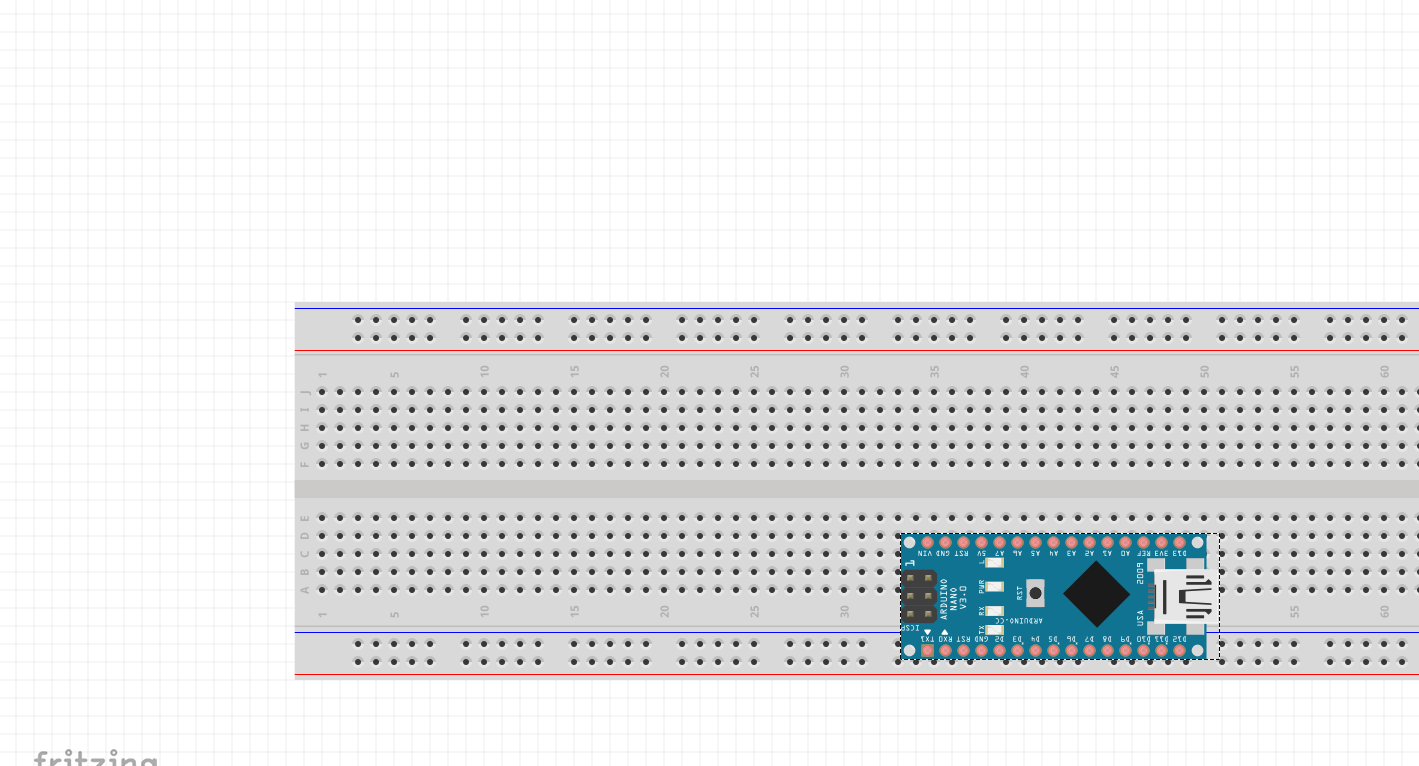 1 5 10 15 20 25 30 35 40 45 50 55 60
J
I
H
G
F
E
D
C
B
A
VIN GND RST 5V A7 A6 A5 A4 A3 A2 A1 A0 REF 3V3 D13
1
L
PWR
RX
TX
RST
ARDUINO
NANO
V3.0
ICSP
ARDUINO.CC
2009
USA
TX1 RX0 RST GND D2 D3 D4 D5 D6 D7 D8 D9 D10 D11 D12
1 5 10 15 20 25 30 55 60
fritzing